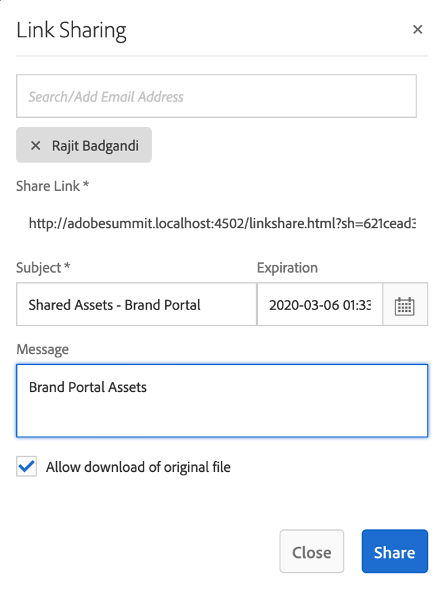 Link Sharing
Search/Add Email Address
Rajit Badgandi
Share Link *
http://adobesummit.localhost:4502/linkshare.html?sh=621cead3
Subject * Expiration
Shared Assets - Brand Portal 2020-03-06 01:33
Message
Brand Portal Assets
Allow download of original file
Close Share